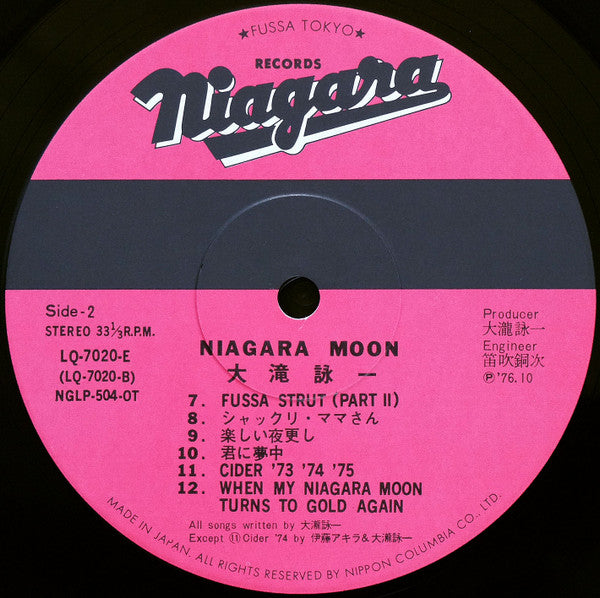 ★FUSSA TOKYO★
RECORDS
Niagara
Side-2
STEREO 33⅓R.P.M.
LQ-7020-E
(LQ-7020-B)
NGLP-504-OT
Producer
大瀧詠一
Engineer
笛吹銅次
Ⓟ'76.10
NIAGARA MOON
大滝詠一
7. FUSSA STRUT (PART II)
8. シャックリ・ママさん
9. 楽しい夜更し
10. 君に夢中
11. CIDER '73 '74 '75
12. WHEN MY NIAGARA MOON
TURNS TO GOLD AGAIN
All songs written by 大瀧詠一
Except ⑪ Cider '74 by 伊藤アキラ&大瀧詠一
MADE IN JAPAN. ALL RIGHTS RESERVED BY NIPPON COLUMBIA CO., LTD.